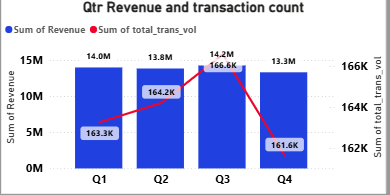 Qtr Revenue and transaction count
Sum of Revenue Sum of total_trans_vol
15M
10M
5M
0M
Sum of Revenue
14.0M 13.8M 14.2M 13.3M
163.3K 164.2K 166.6K 161.6K
166K
164K
162K
Sum of total_trans_vol
Q1 Q2 Q3 Q4